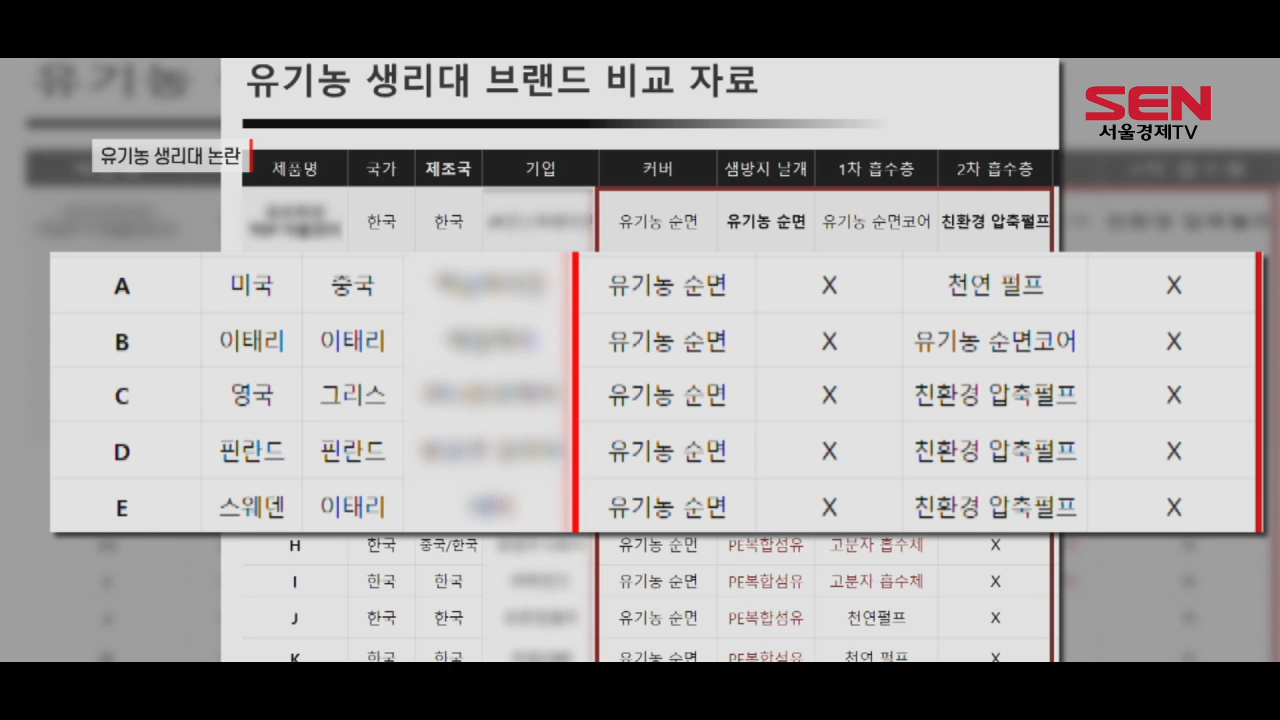 유기농 생리대 브랜드 비교 자료
SEN
서울경제TV
유기농 생리대 논란
제품명 국가 제조국 기업 커버 샘방지 날개 1차 흡수층 2차 흡수층
한국 한국 유기농 순면 유기농 순면 유기농 순면코어 친환경 압축펄프
A 미국 중국 유기농 순면 X 천연 펄프 X
B 이태리 이태리 유기농 순면 X 유기농 순면코어 X
C 영국 그리스 유기농 순면 X 친환경 압축펄프 X
D 핀란드 핀란드 유기농 순면 X 친환경 압축펄프 X
E 스웨덴 이태리 유기농 순면 X 친환경 압축펄프 X
H 한국 중국/한국 유기농 순면 PE복합섬유 고분자 흡수체 X
I 한국 한국 유기농 순면 PE복합섬유 고분자 흡수체 X
J 한국 한국 유기농 순면 PE복합섬유 천연펄프 X
K 한국 한국 유기농 순면 PE복합섬유 천연 펄프 X